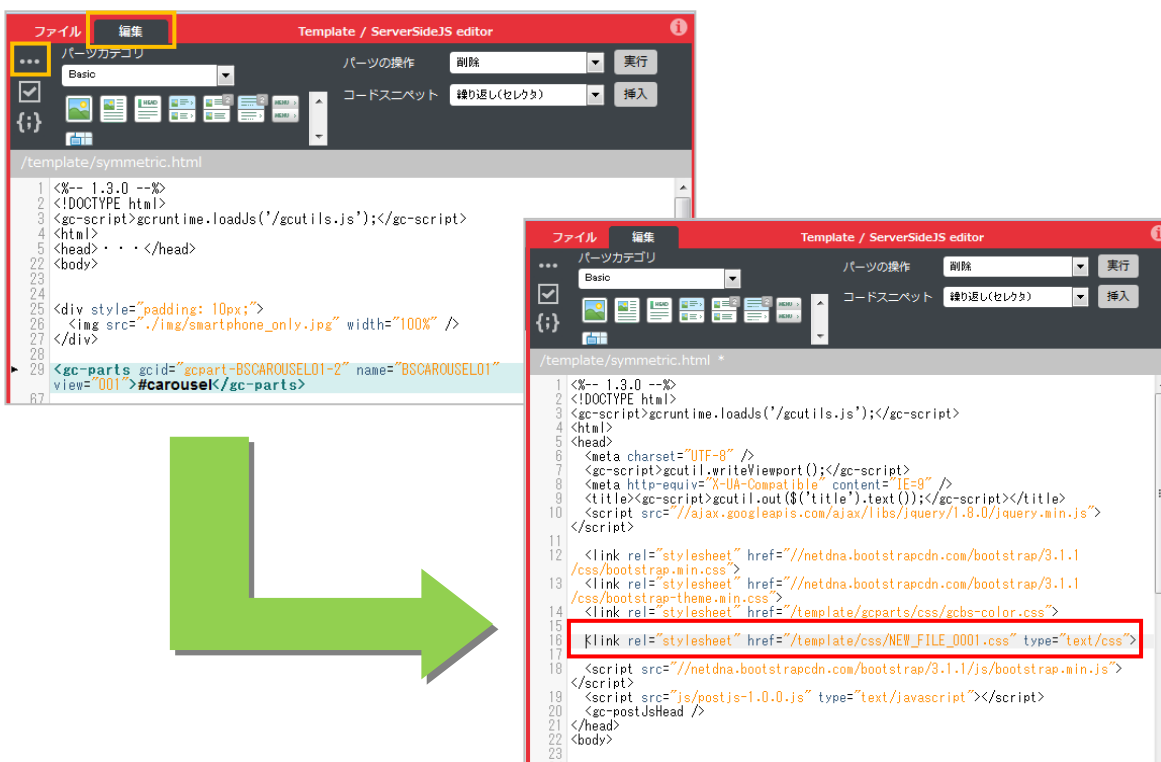 ファイル 編集 Template / ServerSideJS editor
パーツカテゴリ パーツの操作 削除 実行
Basic
コードスニペット 繰り返し(セレクタ) 挿入
/template/symmetric.html
1 <%-- 1.3.0 --%>
2 <!DOCTYPE html>
3 <gc-script>gcruntime.loadJs('/gcutils.js');</gc-script>
4 <html>
5 <head>・・・</head>
22 <body>
23
24
25 <div style="padding: 10px;">
26 <img src="./img/smartphone_only.jpg" width="100%" />
27 </div>
28
29 <gc-parts gcid="gcpart-BSCAROUSEL01-2" name="BSCAROUSEL01"
view="001">#carousel</gc-parts>
67
ファイル 編集 Template / ServerSideJS editor
パーツカテゴリ パーツの操作 削除 実行
Basic
コードスニペット 繰り返し(セレクタ) 挿入
/template/symmetric.html *
1 <%-- 1.3.0 --%>
2 <!DOCTYPE html>
3 <gc-script>gcruntime.loadJs('/gcutils.js');</gc-script>
4 <html>
5 <head>
6 <meta charset="UTF-8" />
7 <gc-script>gcutil.writeViewport();</gc-script>
8 <meta http-equiv="X-UA-Compatible" content="IE=9" />
9 <title><gc-script>gcutil.out($('title').text());</gc-script></title>
10 <script src="//ajax.googleapis.com/ajax/libs/jquery/1.8.0/jquery.min.js">
</script>
11
12 <link rel="stylesheet" href="//netdna.bootstrapcdn.com/bootstrap/3.1.1
/css/bootstrap.min.css">
13 <link rel="stylesheet" href="//netdna.bootstrapcdn.com/bootstrap/3.1.1
/css/bootstrap-theme.min.css">
14 <link rel="stylesheet" href="/template/gcparts/css/gcbs-color.css">
15
16 <link rel="stylesheet" href="/template/css/NEW_FILE_0001.css" type="text/css">
17
18 <script src="//netdna.bootstrapcdn.com/bootstrap/3.1.1/js/bootstrap.min.js">
</script>
19 <script src="js/postjs-1.0.0.js" type="text/javascript"></script>
20 <gc-postJsHead />
21 </head>
22 <body>
23